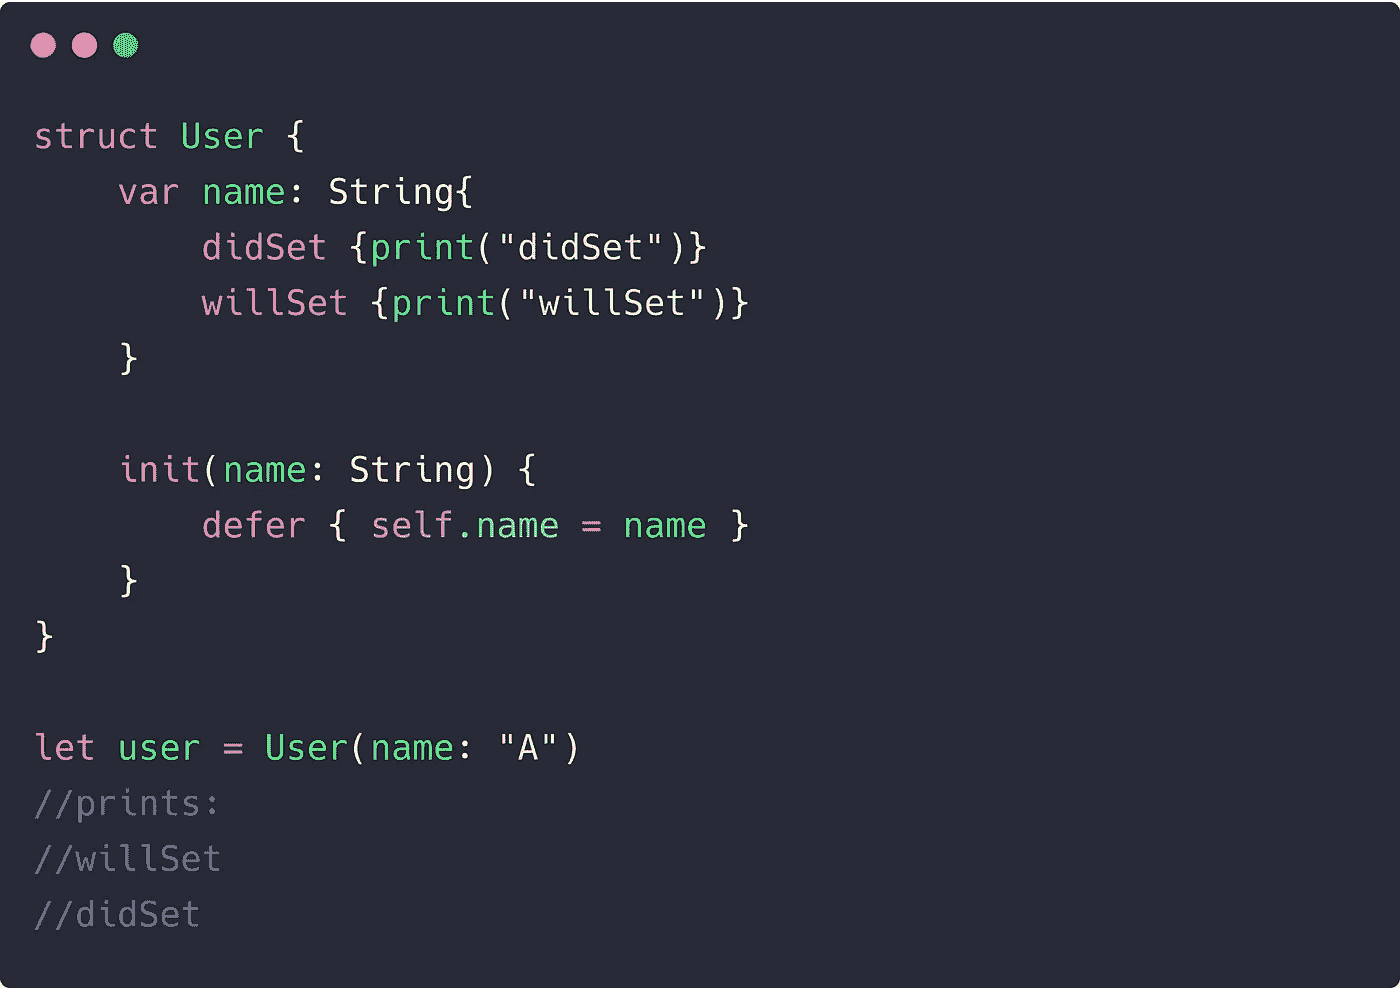 struct User {
    var name: String{
        didSet {print("didSet")}
        willSet {print("willSet")}
    }

    init(name: String) {
        defer { self.name = name }
    }
}

let user = User(name: "A")
//prints:
//willSet
//didSet